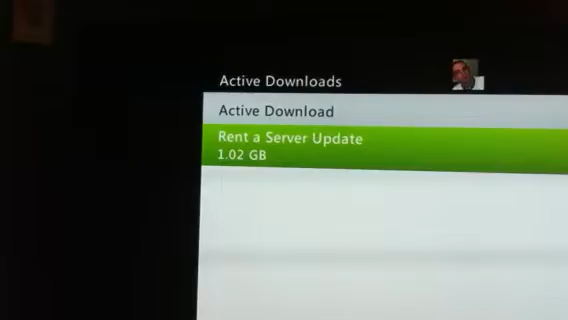 Active Downloads
Active Download
Rent a Server Update
1.02 GB